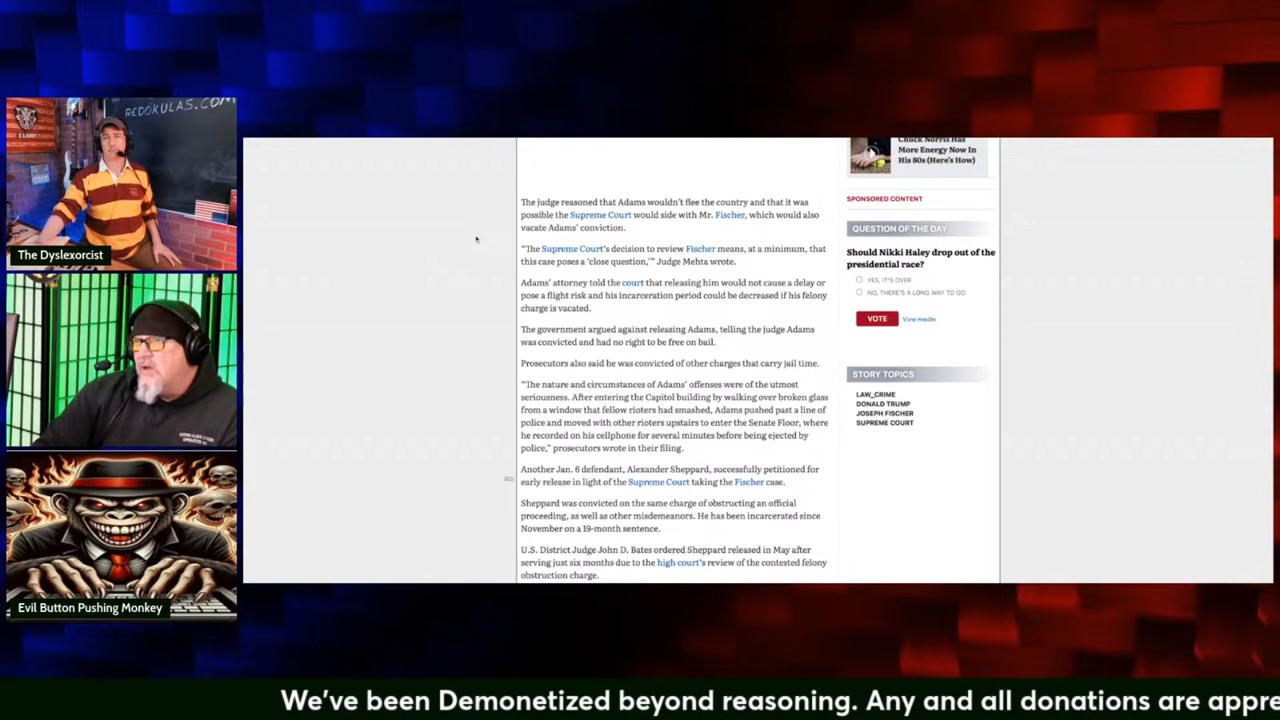 REDOKULAS.COM
The Dyslexorcist
Evil Button Pushing Monkey
The judge reasoned that Adams wouldn't flee the country and that it was
possible the Supreme Court would side with Mr. Fischer, which would also
vacate Adams' conviction.
"'The Supreme Court's decision to review Fischer means, at a minimum, that
this case poses a 'close question,'" Judge Mehta wrote.
Adams' attorney told the court that releasing him would not cause a delay or
pose a flight risk and his incarceration period could be decreased if his felony
charge is vacated.
The government argued against releasing Adams, telling the judge Adams
was convicted and had no right to be free on bail.
Prosecutors also said he was convicted of other charges that carry jail time.
"'The nature and circumstances of Adams' offenses were of the utmost
seriousness. After entering the Capitol building by walking over broken glass
from a window that fellow rioters had smashed, Adams pushed past a line of
police and moved with other rioters upstairs to enter the Senate Floor, where
he recorded on his cellphone for several minutes before being ejected by
police," prosecutors wrote in their filing.
Another Jan. 6 defendant, Alexander Sheppard, successfully petitioned for
early release in light of the Supreme Court taking the Fischer case.
Sheppard was convicted on the same charge of obstructing an official
proceeding, as well as other misdemeanors. He has been incarcerated since
November on a 19-month sentence.
U.S. District Judge John D. Bates ordered Sheppard released in May after
serving just six months due to the high court's review of the contested felony
obstruction charge.
Chuck Norris Has
More Energy Now In
His 80s (Here's How)
SPONSORED CONTENT
QUESTION OF THE DAY
Should Nikki Haley drop out of the
presidential race?
YES, IT'S OVER
NO, THERE'S A LONG WAY TO GO
VOTE View results
STORY TOPICS
LAW_CRIME
DONALD TRUMP
JOSEPH FISCHER
SUPREME COURT
We've been Demonetized beyond reasoning. Any and all donations are appre